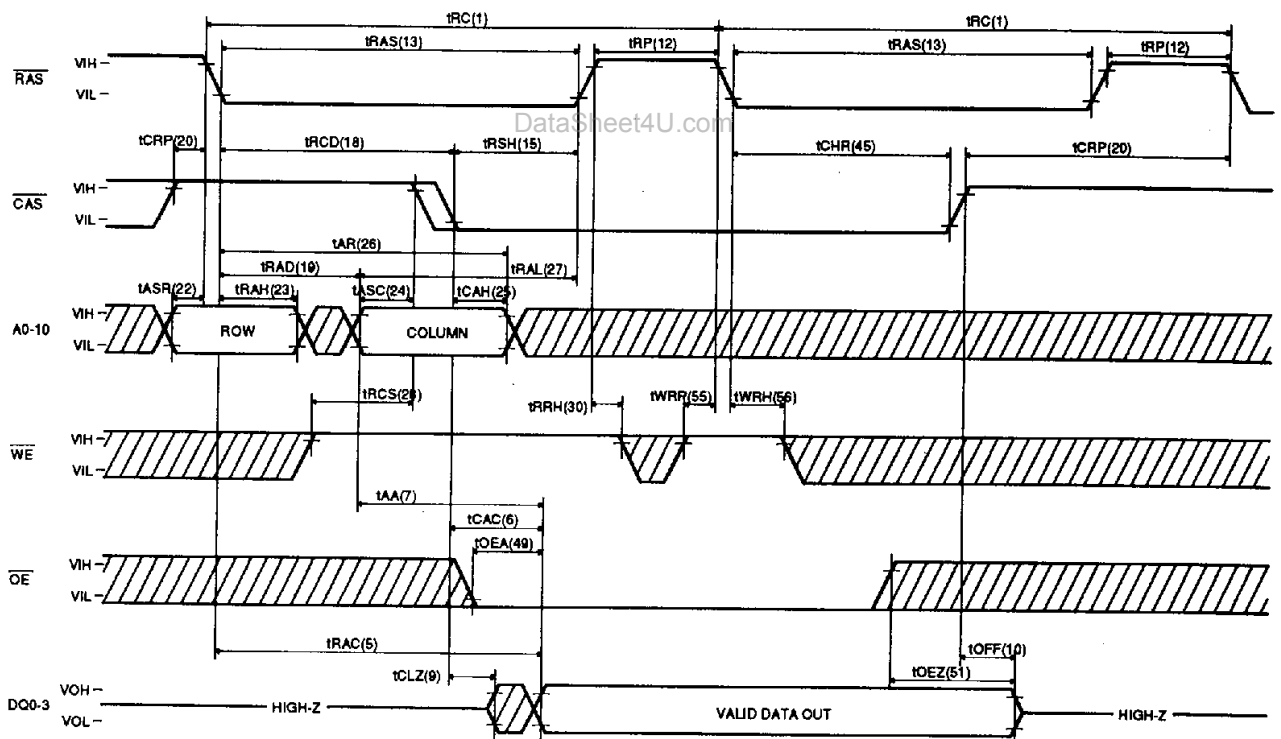 tRC(1) tRC(1)
tRAS(13) tRP(12) tRAS(13) tRP(12)
RAS VIH VIL
DataSheet4U.com
tCRP(20) tRCD(18) tRSH(15) tCHR(45) tCRP(20)
CAS VIH VIL
tAR(26)
tRAD(19) tRAL(27)
tASR(22) tRAH(23) tASC(24) tCAH(25)
A0-10 VIH VIL ROW COLUMN
tRCS(28) tRRH(30) tWRP(55) tWRH(56)
WE VIH VIL
tAA(7)
tCAC(6)
tOEA(49)
OE VIH VIL
tRAC(5) tOFF(10)
tCLZ(9) tOEZ(51)
DQ0-3 VOH VOL HIGH-Z VALID DATA OUT HIGH-Z